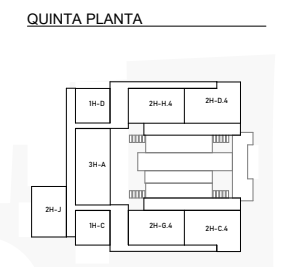 QUINTA PLANTA
1H-D
2H-H.4
2H-D.4
3H-A
2H-J
1H-C
2H-G.4
2H-C.4